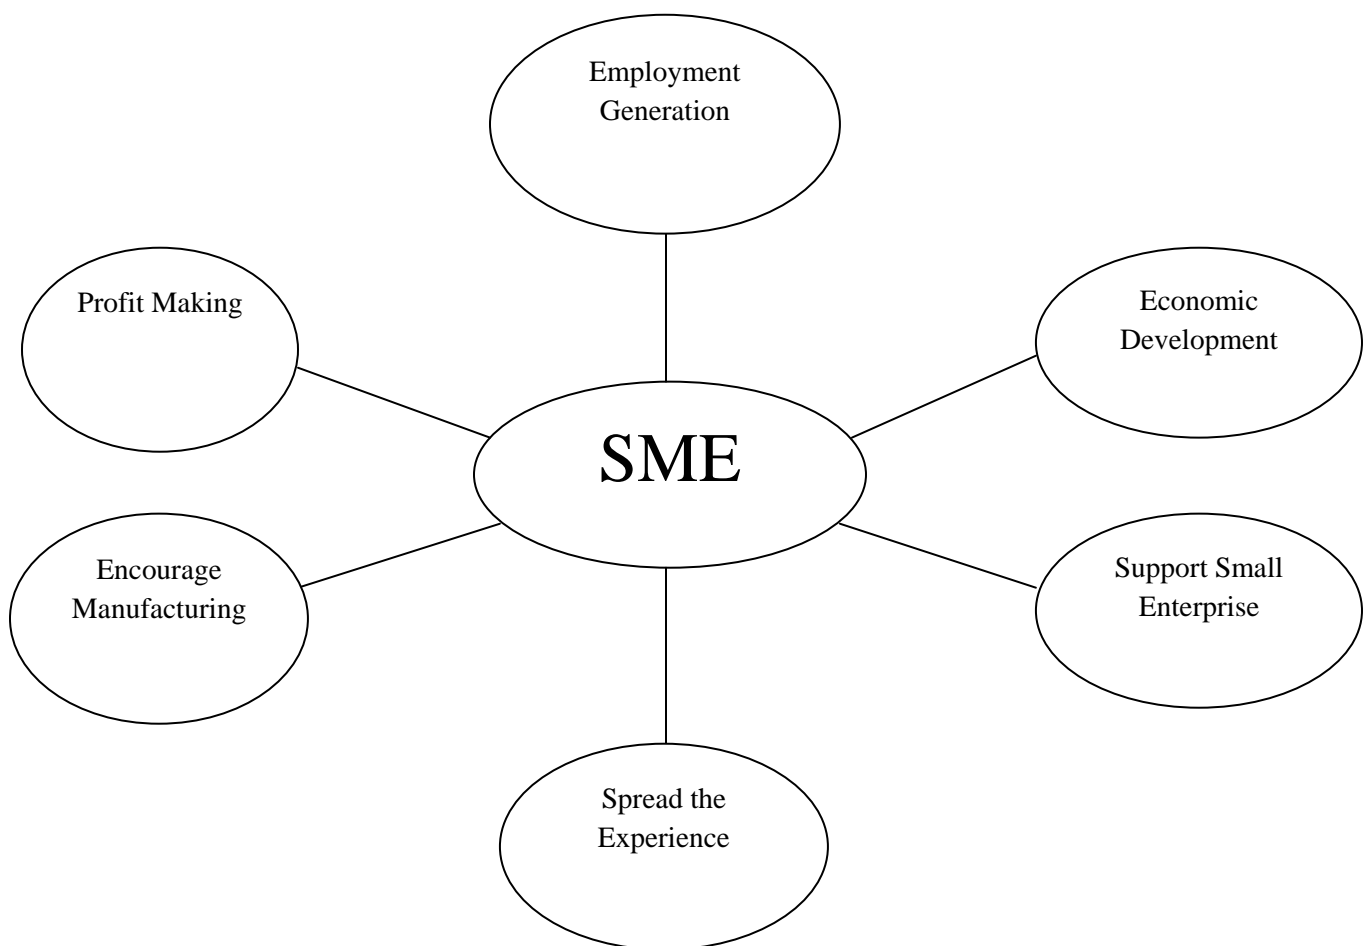 Employment
Generation
Profit Making
Economic
Development
SME
Encourage
Manufacturing
Support Small
Enterprise
Spread the
Experience